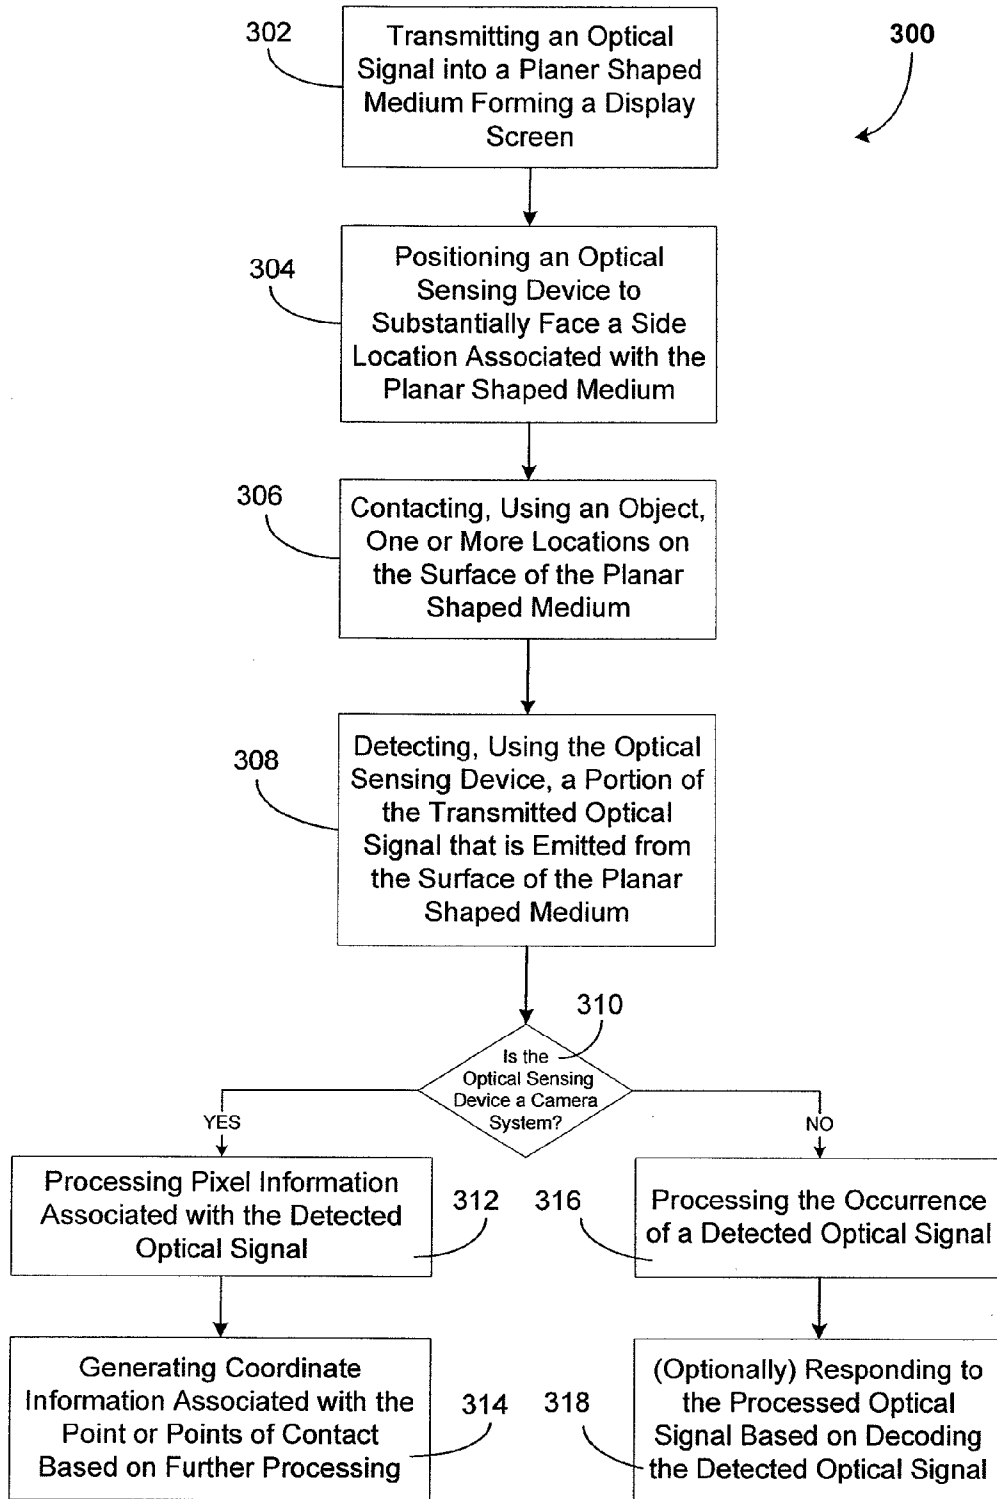 302
Transmitting an Optical
Signal into a Planer Shaped
Medium Forming a Display
Screen
300
304
Positioning an Optical
Sensing Device to
Substantially Face a Side
Location Associated with the
Planar Shaped Medium
306
Contacting, Using an Object,
One or More Locations on
the Surface of the Planar
Shaped Medium
308
Detecting, Using the Optical
Sensing Device, a Portion of
the Transmitted Optical
Signal that is Emitted from
the Surface of the Planar
Shaped Medium
310
Is the
Optical Sensing
Device a Camera
System?
YES
NO
Processing Pixel Information
Associated with the Detected
Optical Signal
312
316
Processing the Occurrence
of a Detected Optical Signal
Generating Coordinate
Information Associated with the
Point or Points of Contact
Based on Further Processing
314
318
(Optionally) Responding to
the Processed Optical
Signal Based on Decoding
the Detected Optical Signal